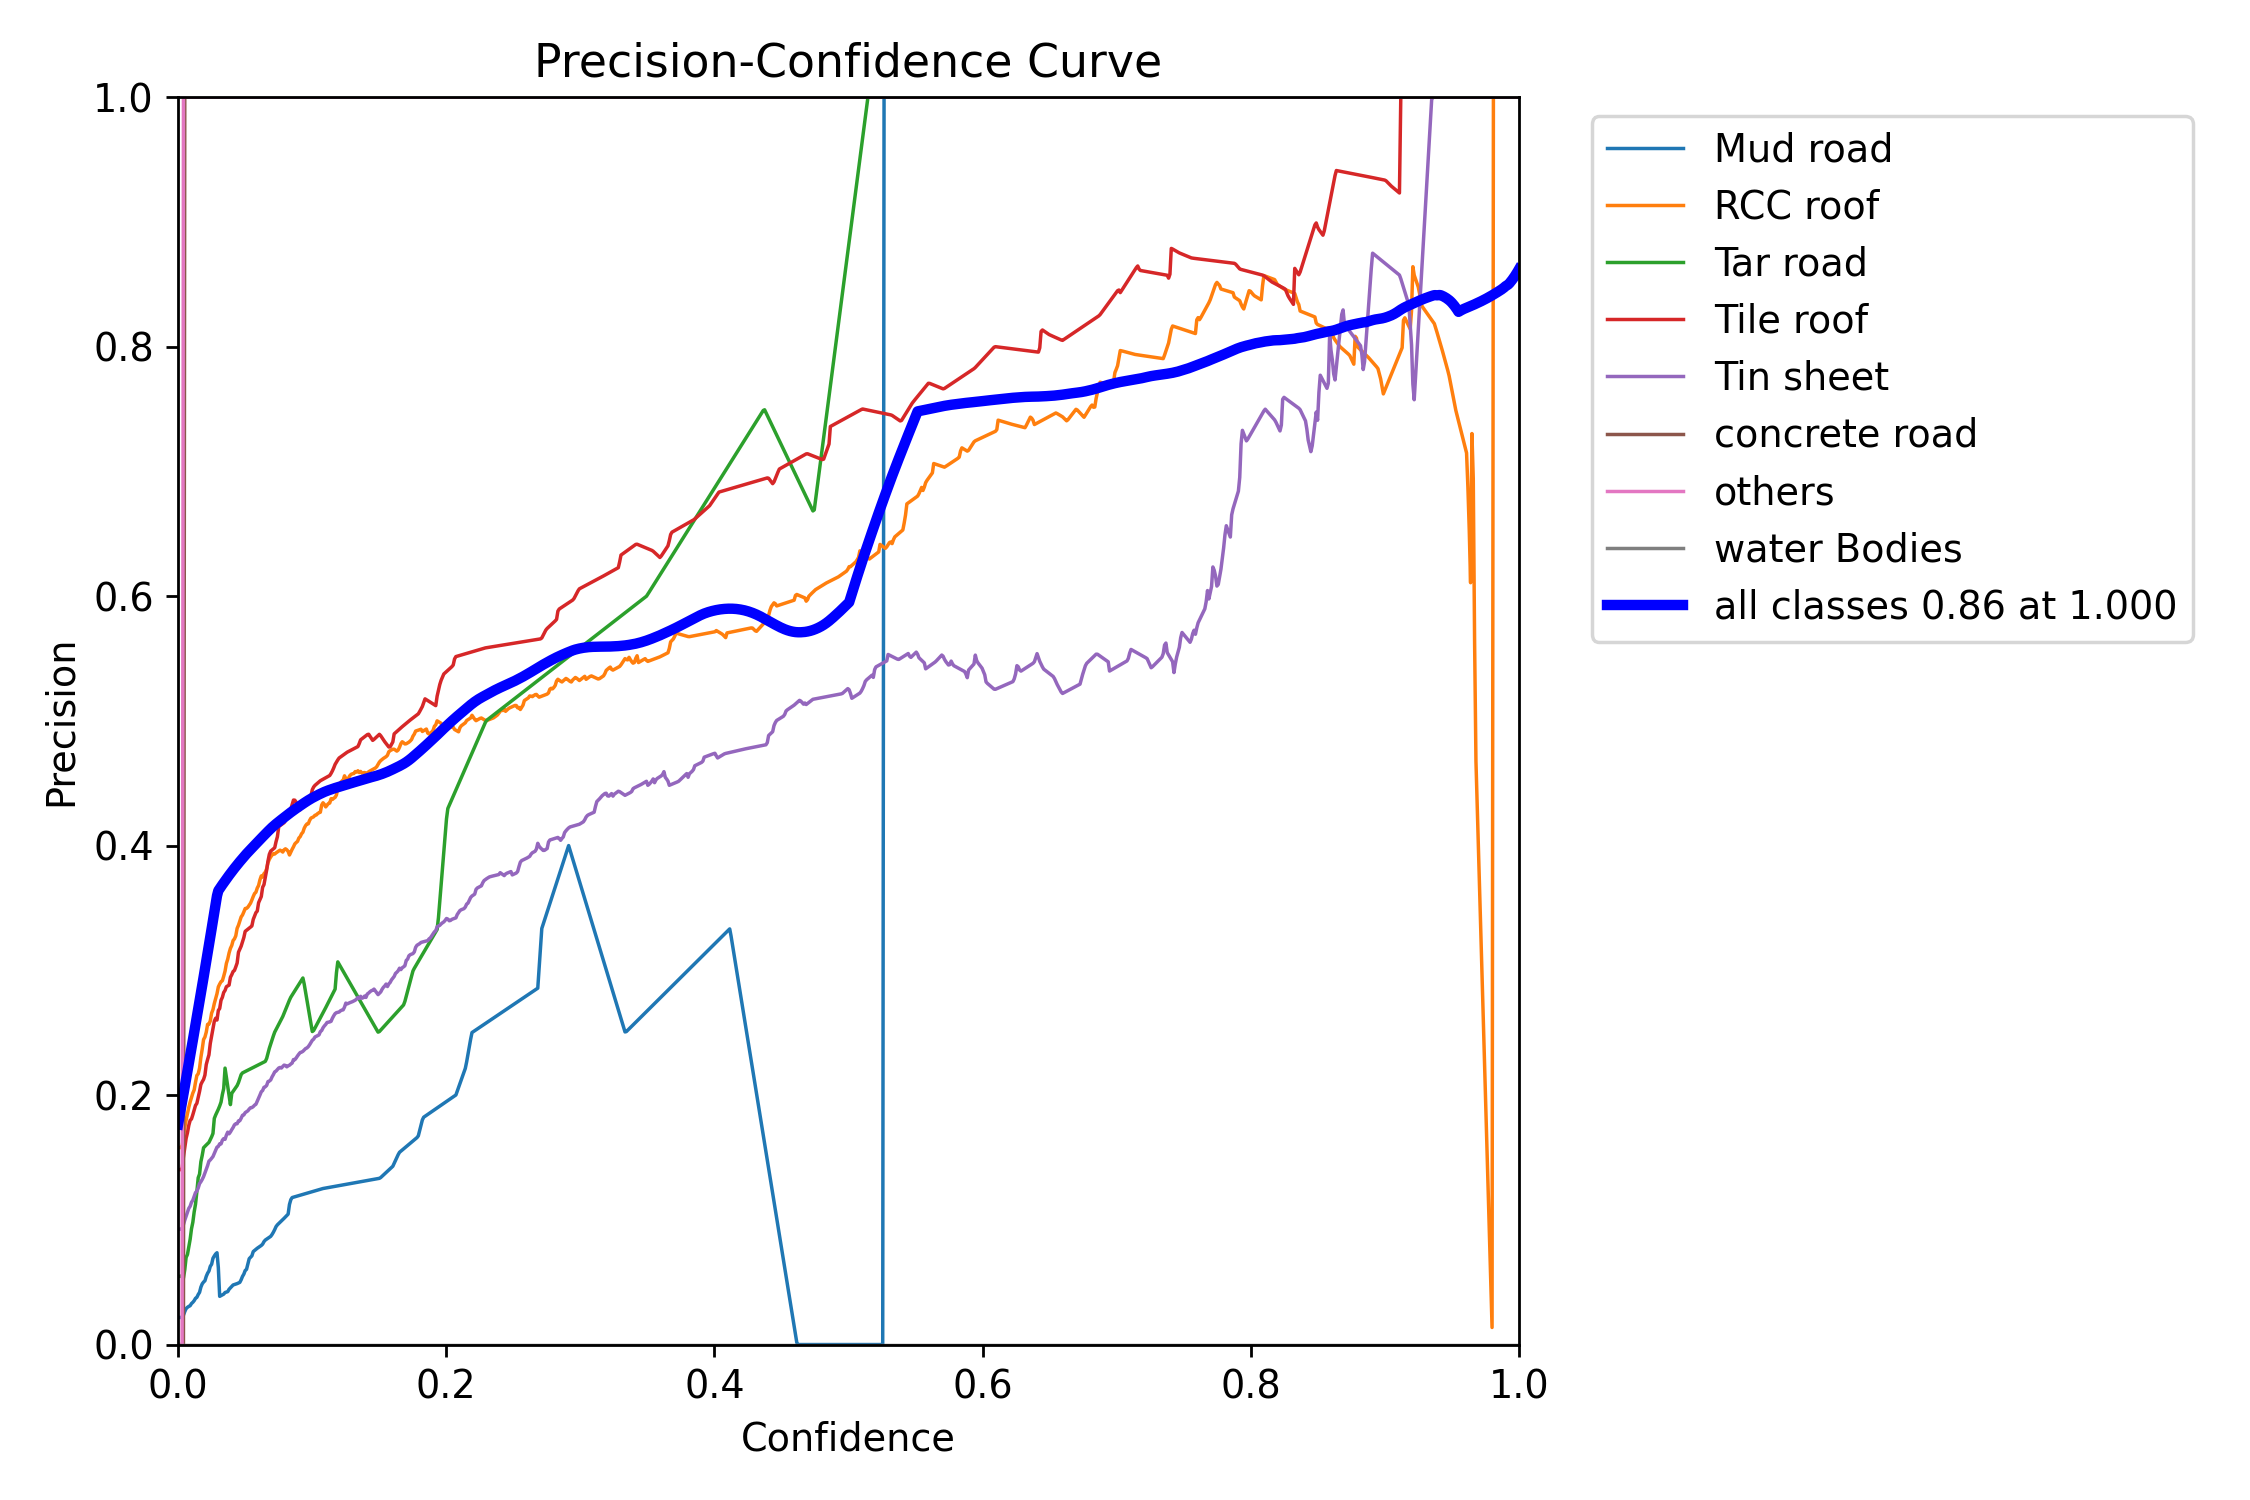 Precision-Confidence Curve
1.0
0.8
0.6
0.4
0.2
0.0
Precision
0.0 0.2 0.4 0.6 0.8 1.0
Confidence
Mud road
RCC roof
Tar road
Tile roof
Tin sheet
concrete road
others
water Bodies
all classes 0.86 at 1.000